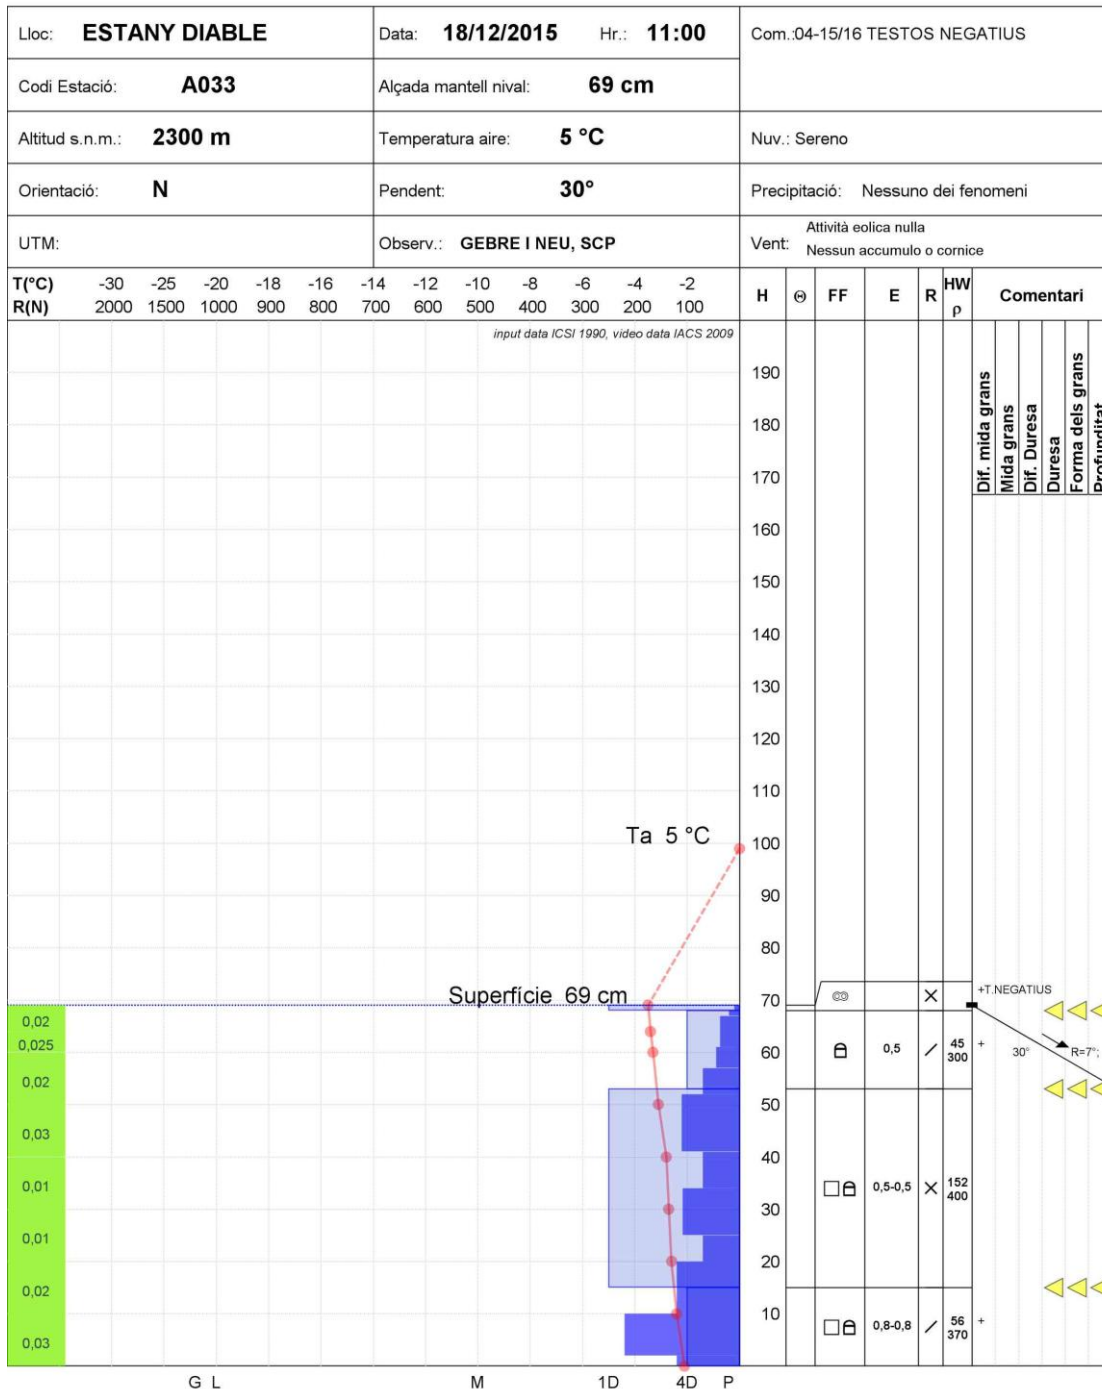 Lloc: ESTANY DIABLE Data: 18/12/2015 Hr.: 11:00 Com.:04-15/16 TESTOS NEGATIUS
Codi Estació: A033 Alçada mantell nival: 69 cm
Altitud s.n.m.: 2300 m Temperatura aire: 5 °C Nuv.: Sereno
Orientació: N Pendent: 30° Precipitació: Nessuno dei fenomeni
UTM: Observ.: GEBRE I NEU, SCP Vent: Attività eolica nulla
Nessun accumulo o cornice
T(°C) -30 -25 -20 -18 -16 -14 -12 -10 -8 -6 -4 -2
R(N) 2000 1500 1000 900 800 700 600 500 400 300 200 100
H Θ FF E R HW ρ Comentari
input data ICSI 1990, video data IACS 2009
Dif. mida grans
Mida grans
Dif. Duresa
Duresa
Forma dels grans
Profunditat
190
180
170
160
150
140
130
120
110
Ta 5 °C 100
90
80
Superfície 69 cm 70 +T.NEGATIUS
0,02
0,025 60 0,5 45 300 + 30° R=7°;
0,02
50
0,03
40
0,01 0,5-0,5 152 400
30
0,01
20
0,02
10 0,8-0,8 56 370 +
0,03
G L M 1D 4D P